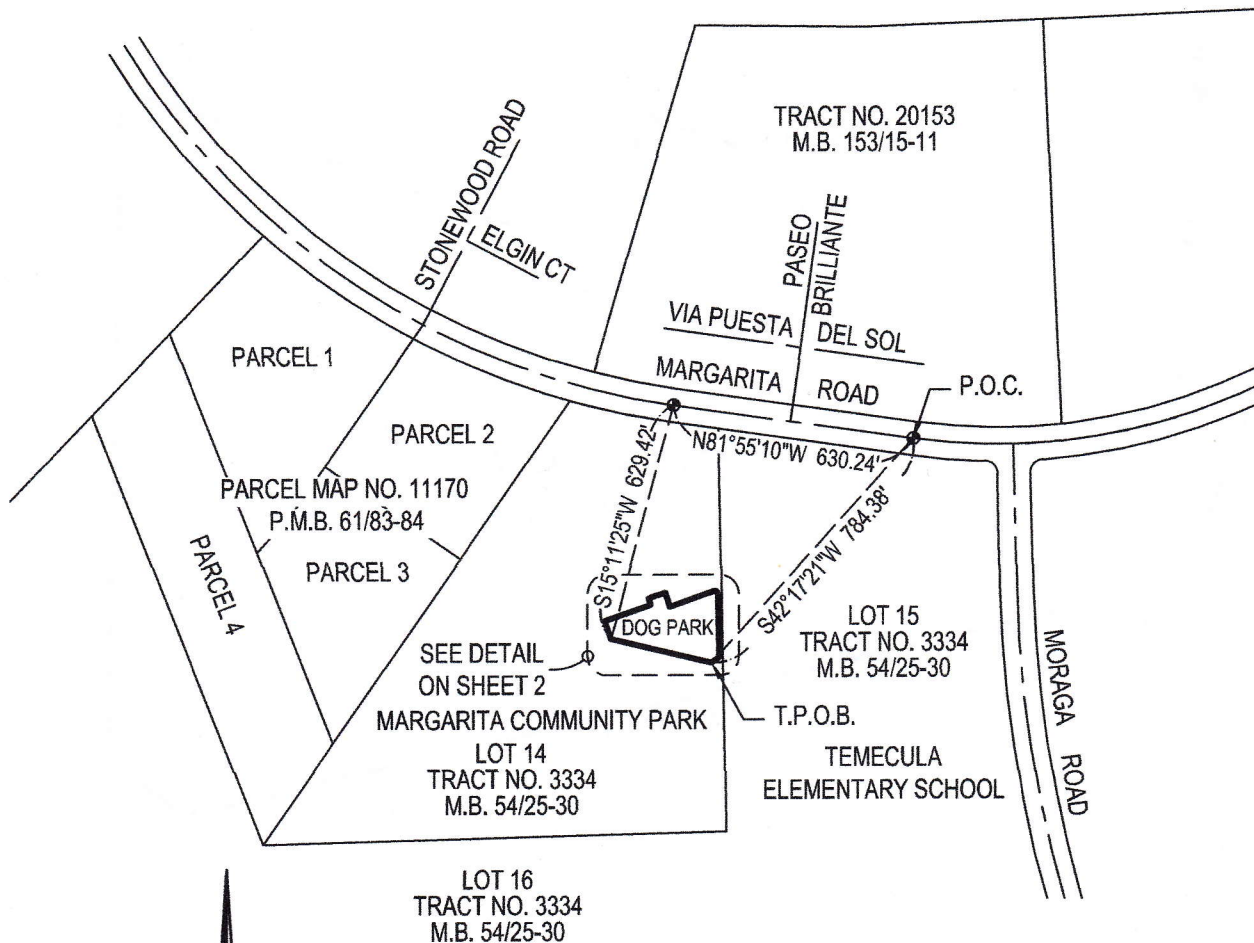 TRACT NO. 20153
M.B. 153/15-11
STONEWOOD ROAD
ELGIN CT
PASEO
BRILLIANTE
VIA PUESTA DEL SOL
MARGARITA ROAD
P.O.C.
N81°55'10"W 630.24'
S15°11'25"W 629.42'
S42°17'21"W 784.38'
PARCEL 1
PARCEL 2
PARCEL MAP NO. 11170
P.M.B. 61/83-84
PARCEL 3
PARCEL 4
DOG PARK
SEE DETAIL
ON SHEET 2
MARGARITA COMMUNITY PARK
LOT 14
TRACT NO. 3334
M.B. 54/25-30
LOT 15
TRACT NO. 3334
M.B. 54/25-30
T.P.O.B.
TEMECULA
ELEMENTARY SCHOOL
MORAGA ROAD
LOT 16
TRACT NO. 3334
M.B. 54/25-30